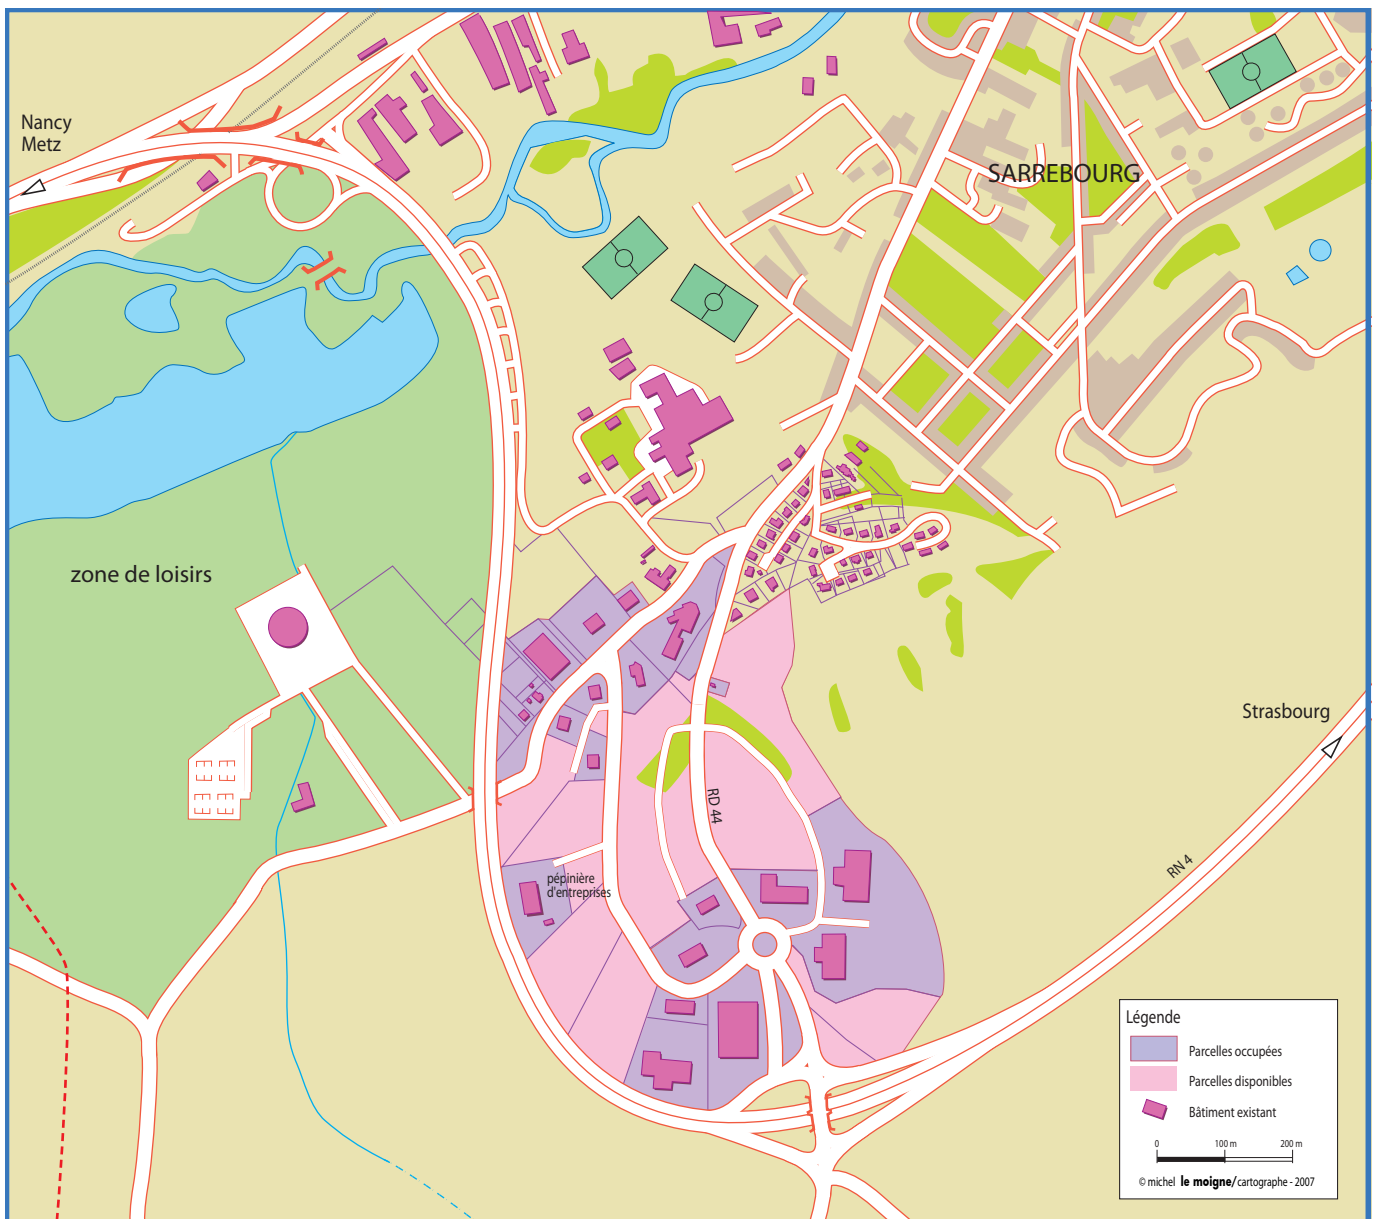 Nancy
Metz
SARREBOURG
zone de loisirs
Strasbourg
RD 44
RN 4
pépinière
d'entreprises
Légende
Parcelles occupées
Parcelles disponibles
Bâtiment existant
0 100 m 200 m
© michel le moigne/cartographe - 2007